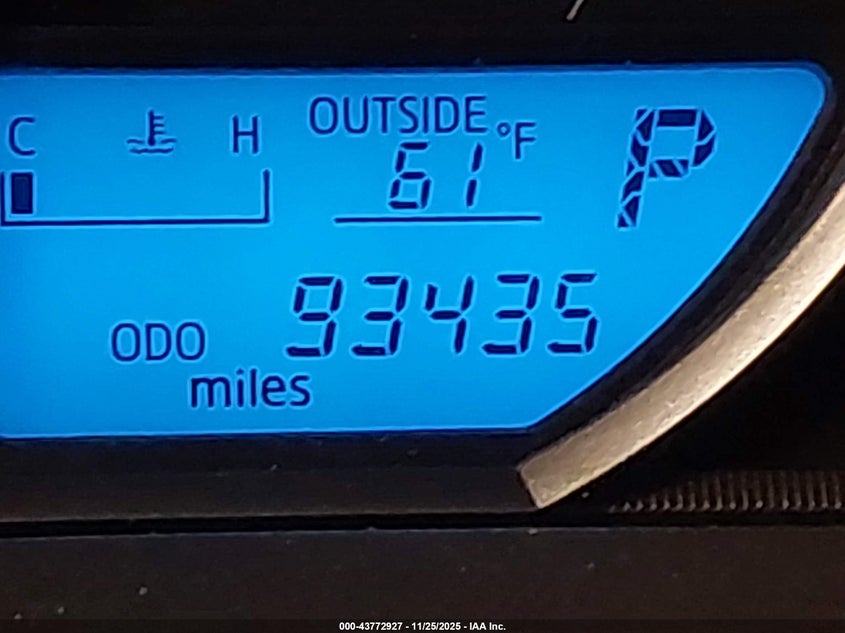 C H
OUTSIDE
61 °F
P
ODO 93435
miles
000-43772927 - 11/25/2025 - IAA Inc.